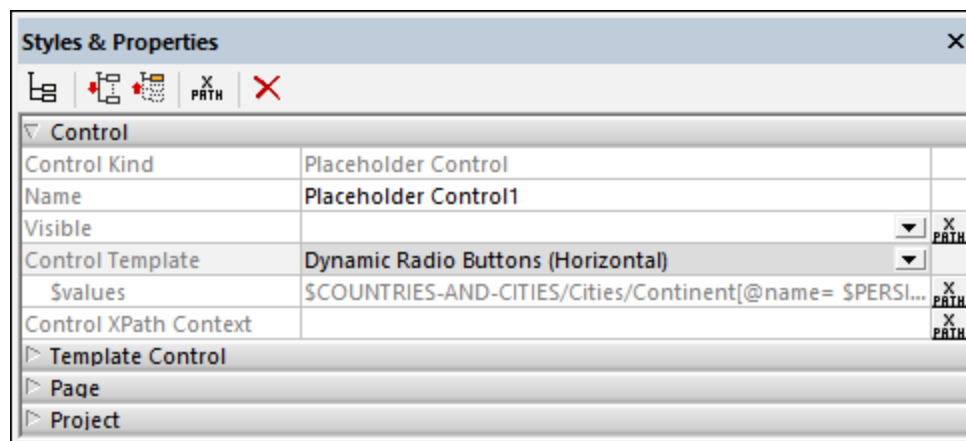 Styles & Properties
X PATH
Control
Control Kind Placeholder Control
Name Placeholder Control1
Visible X PATH
Control Template Dynamic Radio Buttons (Horizontal)
$values $COUNTRIES-AND-CITIES/Cities/Continent[@name= $PERSI... X PATH
Control XPath Context X PATH
Template Control
Page
Project